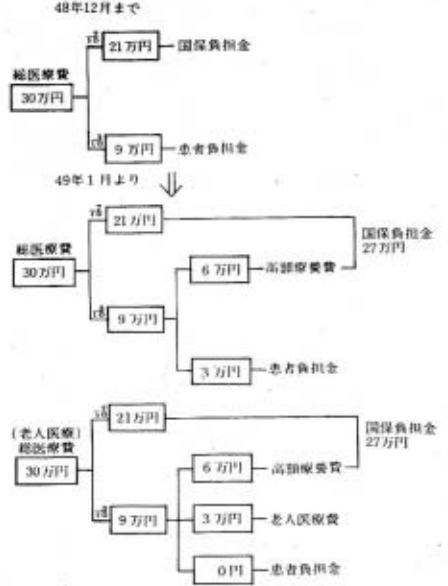 48年12月まで
7/10
21万円
国保負担金
総医療費
30万円
3/10
9万円
患者負担金
49年1月より
7/10
21万円
国保負担金
27万円
総医療費
30万円
6万円
高額療養費
3/10
9万円
3万円
患者負担金
7/10
21万円
(老人医療)
総医療費
国保負担金
27万円
30万円
6万円
高額療養費
3/10
9万円
3万円
老人医療費
0円
患者負担金